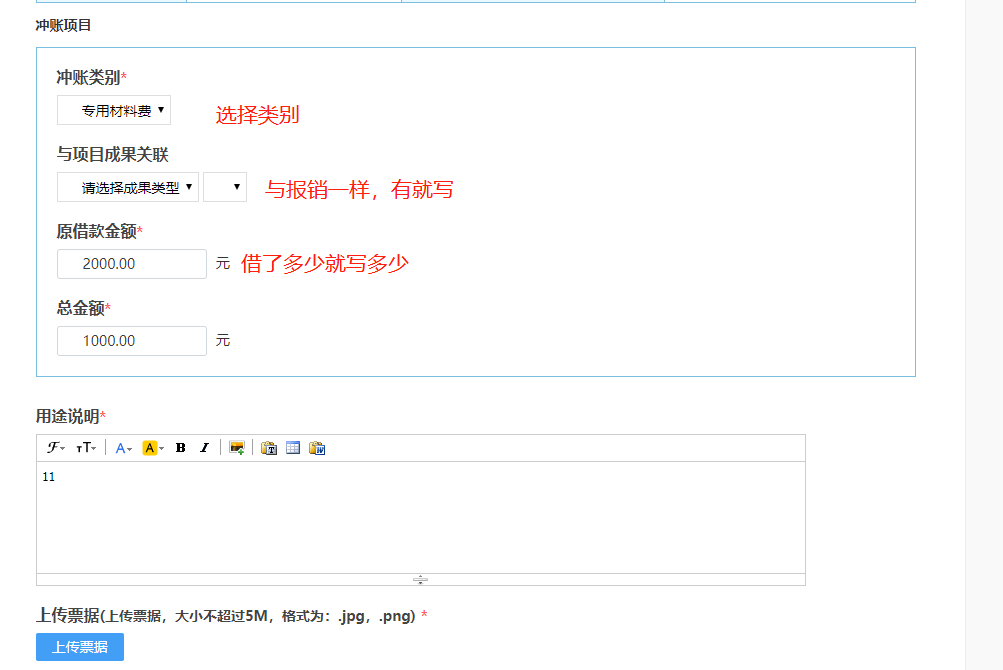 冲账项目
冲账类别*
专用材料费 选择类别
与项目成果关联
请选择成果类型 与报销一样，有就写
原借款金额*
2000.00 元 借了多少就写多少
总金额*
1000.00 元
用途说明*
11
上传票据(上传票据，大小不超过5M，格式为：.jpg，.png) *
上传票据